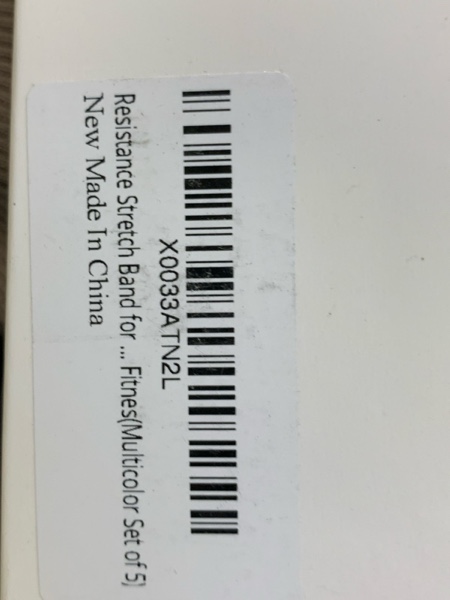 X0033ATN2L
Resistance Stretch Band for ... Fitnes(Multicolor Set of 5)
New Made In China